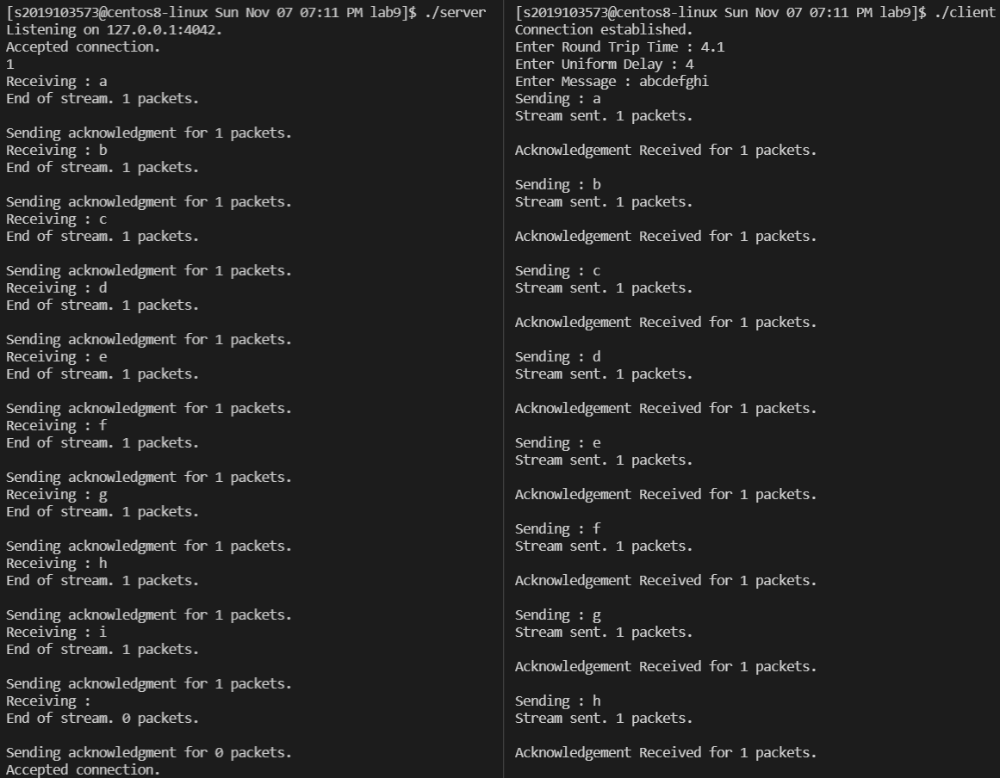 [s2019103573@centos8-linux Sun Nov 07 07:11 PM lab9]$ ./server
Listening on 127.0.0.1:4042.
Accepted connection.
1
Receiving : a
End of stream. 1 packets.
Sending acknowledgment for 1 packets.
Receiving : b
End of stream. 1 packets.
Sending acknowledgment for 1 packets.
Receiving : c
End of stream. 1 packets.
Sending acknowledgment for 1 packets.
Receiving : d
End of stream. 1 packets.
Sending acknowledgment for 1 packets.
Receiving : e
End of stream. 1 packets.
Sending acknowledgment for 1 packets.
Receiving : f
End of stream. 1 packets.
Sending acknowledgment for 1 packets.
Receiving : g
End of stream. 1 packets.
Sending acknowledgment for 1 packets.
Receiving : h
End of stream. 1 packets.
Sending acknowledgment for 1 packets.
Receiving : i
End of stream. 1 packets.
Sending acknowledgment for 1 packets.
Receiving :
End of stream. 0 packets.
Sending acknowledgment for 0 packets.
Accepted connection.
[s2019103573@centos8-linux Sun Nov 07 07:11 PM lab9]$ ./client
Connection established.
Enter Round Trip Time : 4.1
Enter Uniform Delay : 4
Enter Message : abcdefghi
Sending : a
Stream sent. 1 packets.
Acknowledgement Received for 1 packets.
Sending : b
Stream sent. 1 packets.
Acknowledgement Received for 1 packets.
Sending : c
Stream sent. 1 packets.
Acknowledgement Received for 1 packets.
Sending : d
Stream sent. 1 packets.
Acknowledgement Received for 1 packets.
Sending : e
Stream sent. 1 packets.
Acknowledgement Received for 1 packets.
Sending : f
Stream sent. 1 packets.
Acknowledgement Received for 1 packets.
Sending : g
Stream sent. 1 packets.
Acknowledgement Received for 1 packets.
Sending : h
Stream sent. 1 packets.
Acknowledgement Received for 1 packets.